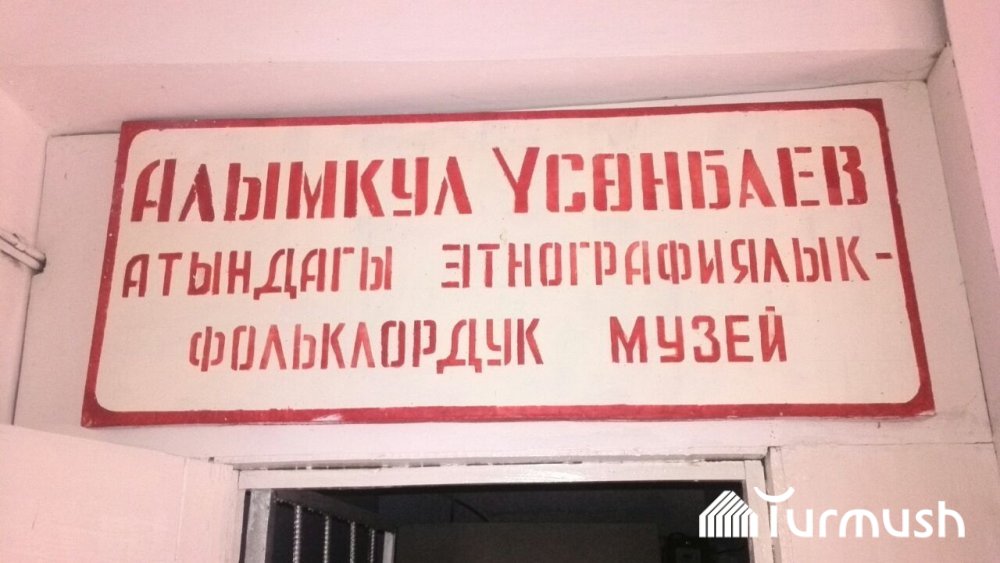 Алымкул Үсөнбаев
атындагы этнографиялык-
фольклордук музей
Turmush